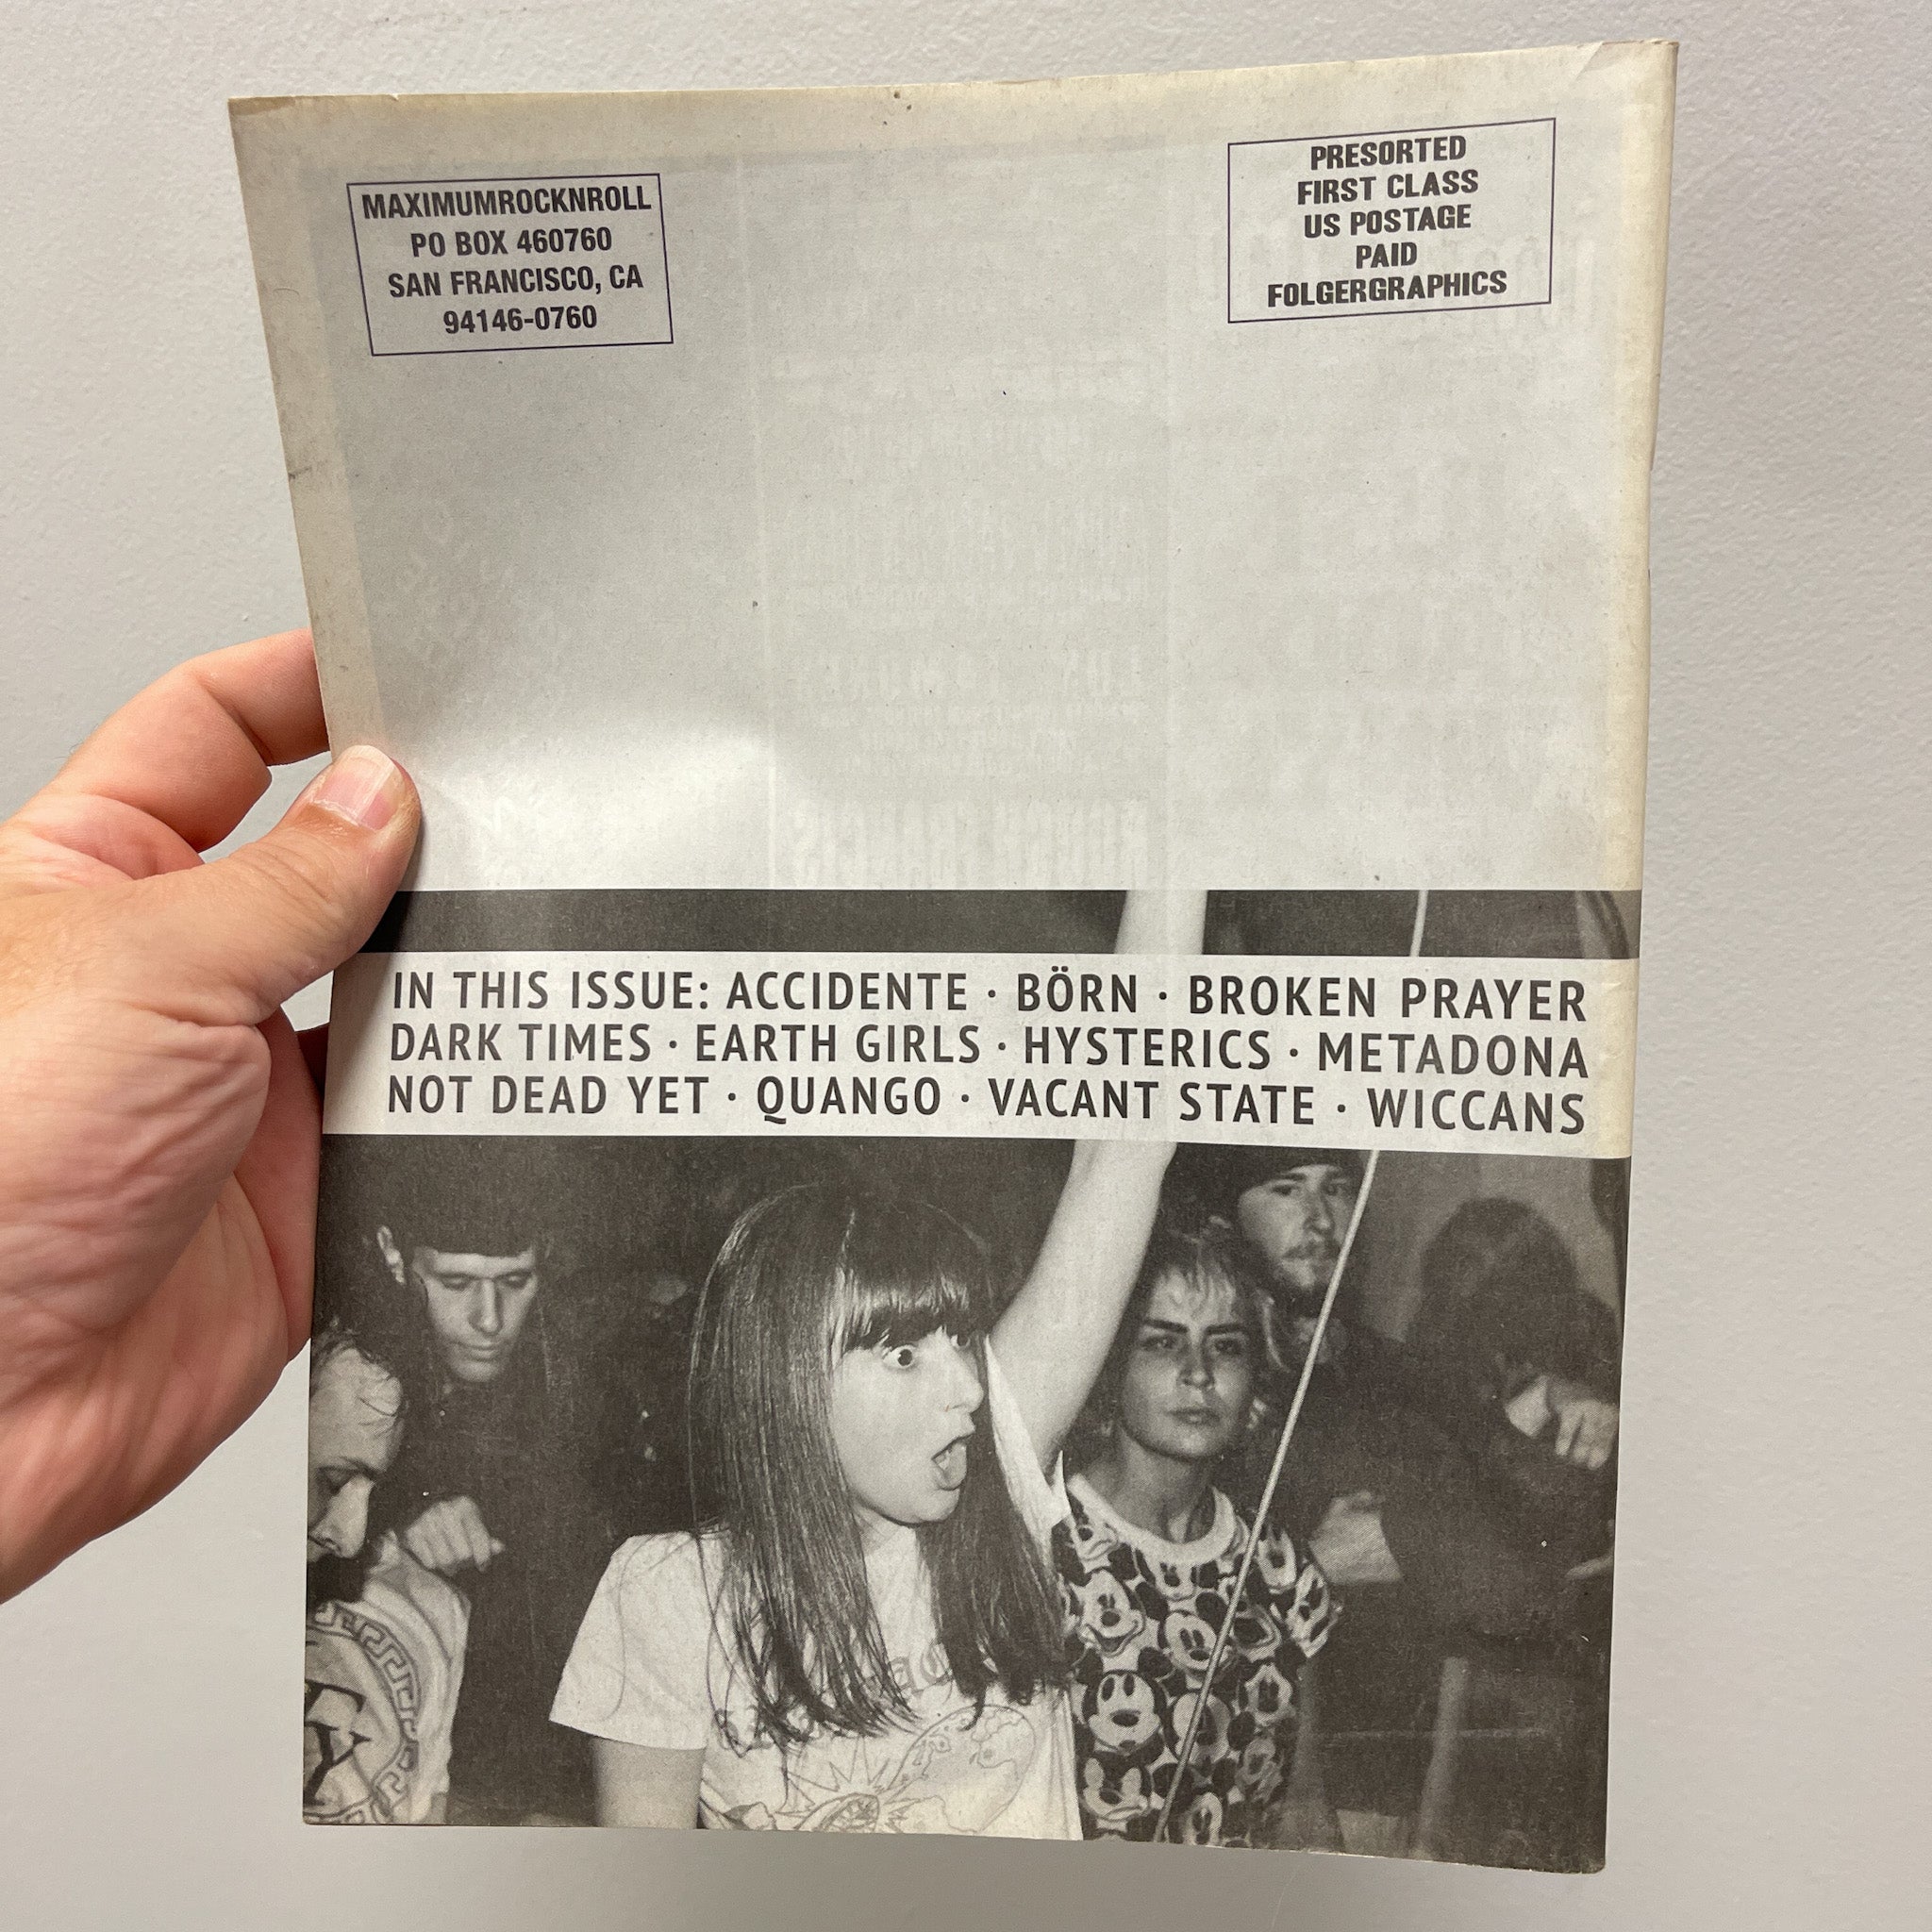 MAXIMUMROCKNROLL
PO BOX 460760
SAN FRANCISCO, CA
94146-0760
PRESORTED
FIRST CLASS
US POSTAGE
PAID
FOLGERGRAPHICS
IN THIS ISSUE: ACCIDENTE · BÖRN · BROKEN PRAYER
DARK TIMES · EARTH GIRLS · HYSTERICS · METADONA
NOT DEAD YET · QUANGO · VACANT STATE · WICCANS